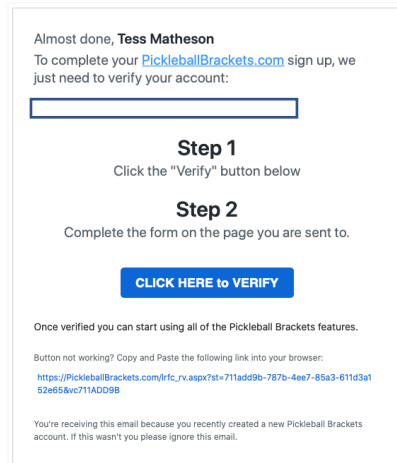 Almost done, Tess Matheson
To complete your PickleballBrackets.com sign up, we
just need to verify your account:
Step 1
Click the "Verify" button below
Step 2
Complete the form on the page you are sent to.
CLICK HERE to VERIFY
Once verified you can start using all of the Pickleball Brackets features.
Button not working? Copy and Paste the following link into your browser:
https://PickleballBrackets.com/lrfc_rv.aspx?st=711add9b-787b-4ee7-85a3-611d3a1
52e65&vc711ADD9B
You're receiving this email because you recently created a new Pickleball Brackets
account. If this wasn't you please ignore this email.